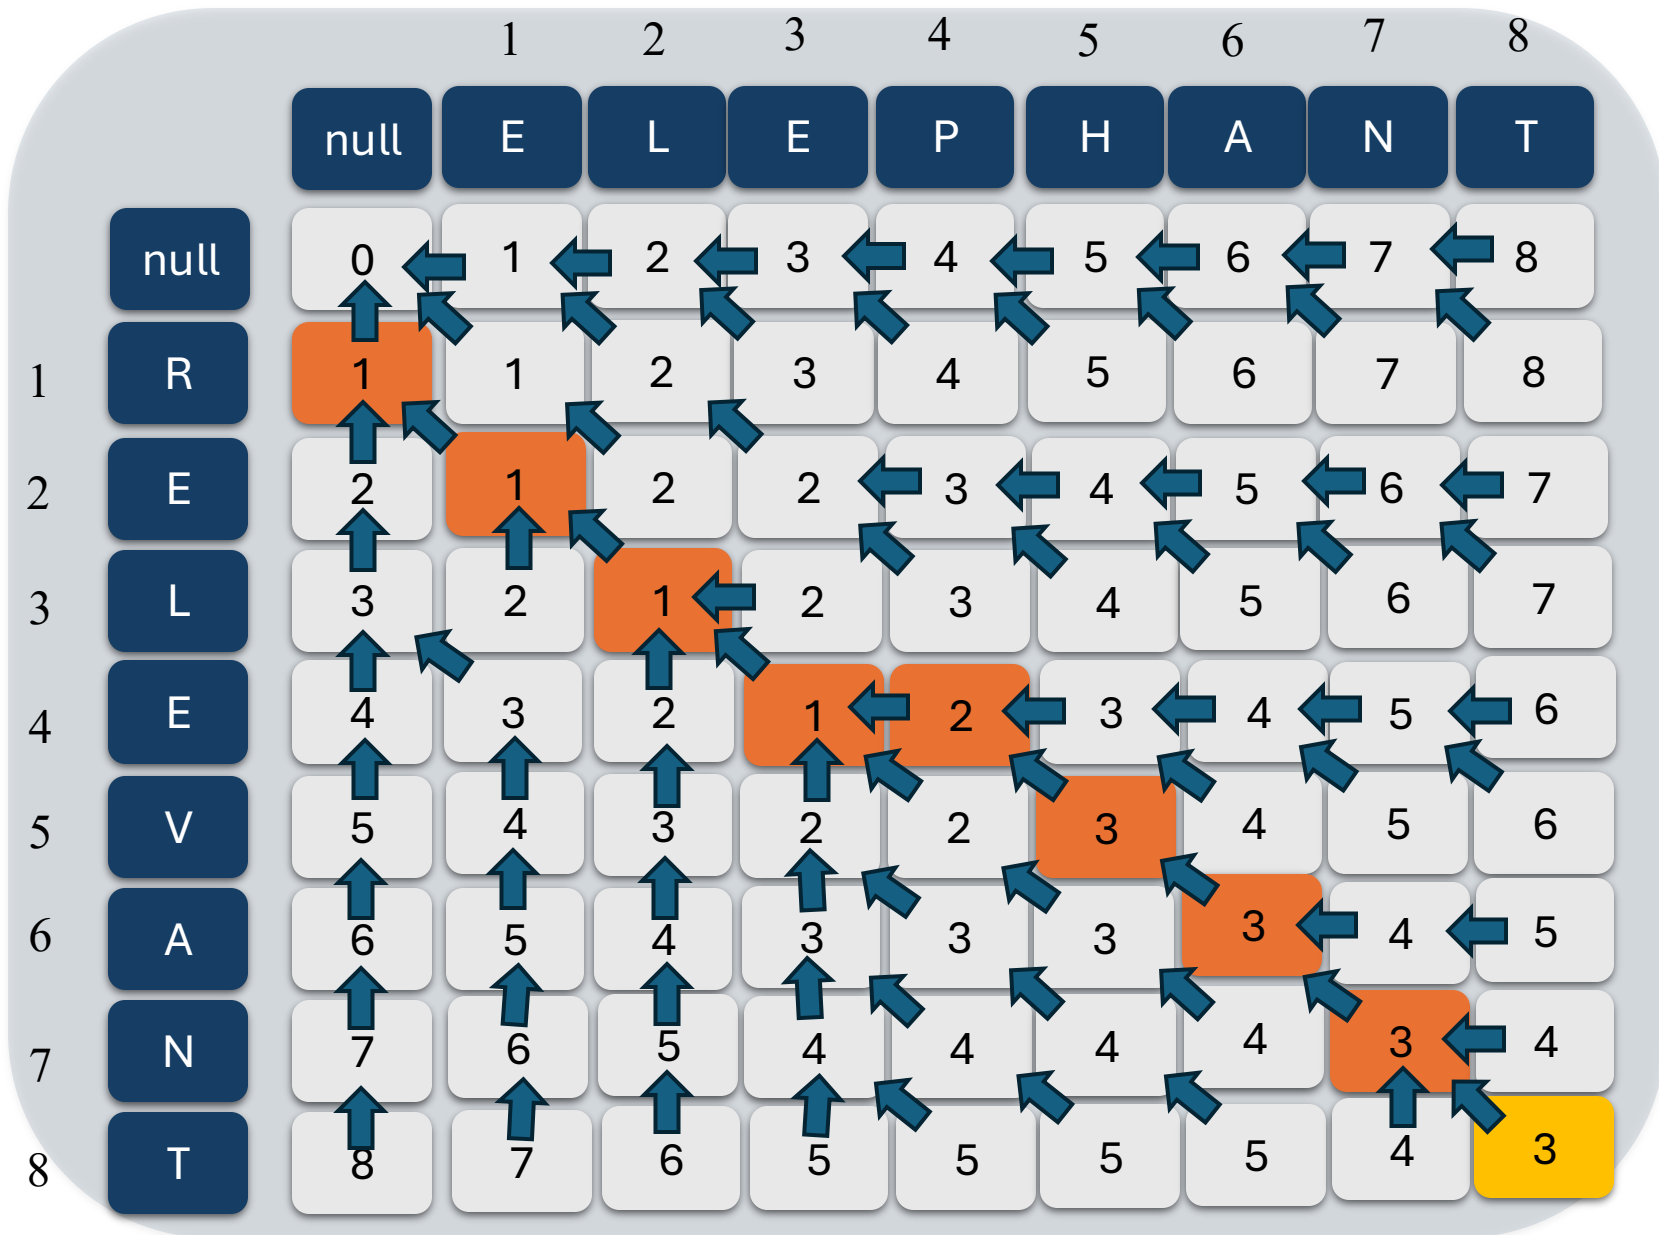 1 2 3 4 5 6 7 8
null E L E P H A N T
null 0 1 2 3 4 5 6 7 8
1 R 1 1 2 3 4 5 6 7 8
2 E 2 1 2 2 3 4 5 6 7
3 L 3 2 1 2 3 4 5 6 7
4 E 4 3 2 1 2 3 4 5 6
5 V 5 4 3 2 2 3 4 5 6
6 A 6 5 4 3 3 3 3 4 5
7 N 7 6 5 4 4 4 4 3 4
8 T 8 7 6 5 5 5 5 4 3